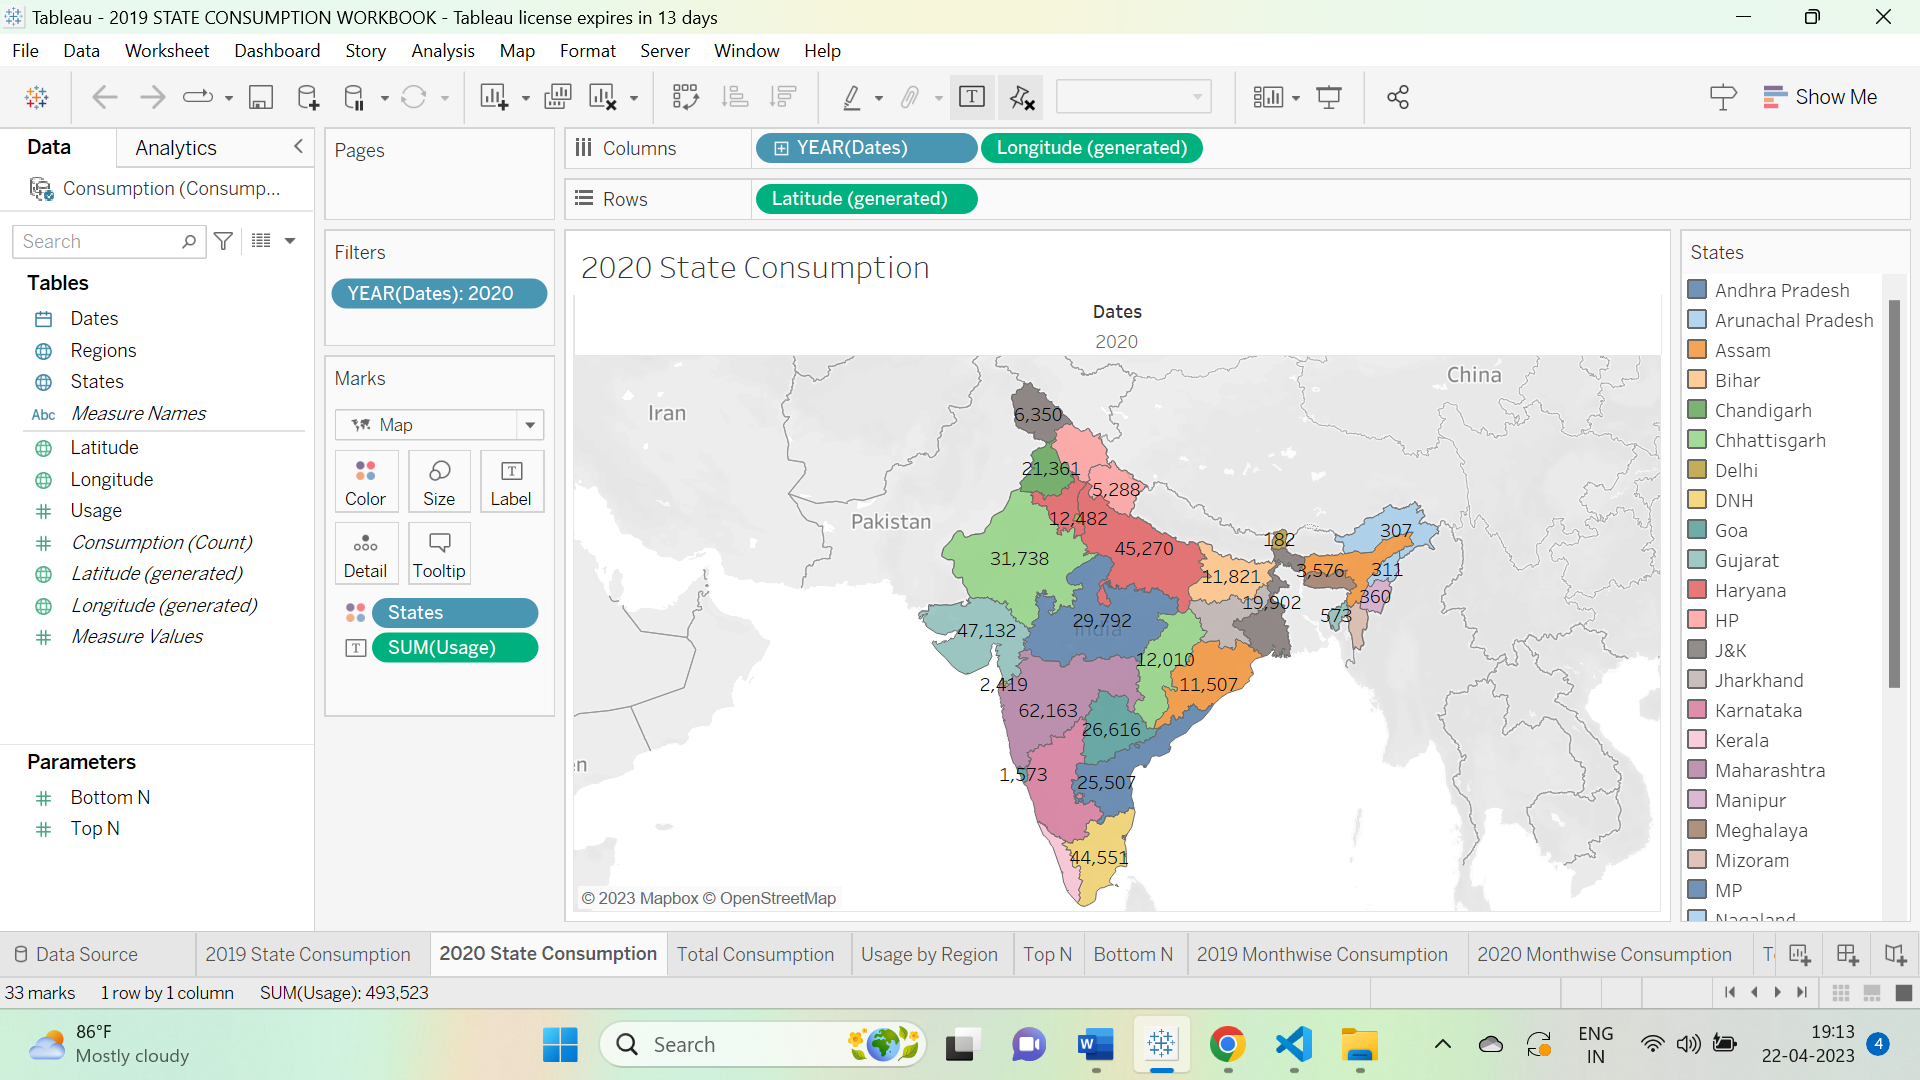 Tableau - 2019 STATE CONSUMPTION WORKBOOK - Tableau license expires in 13 days
File Data Worksheet Dashboard Story Analysis Map Format Server Window Help
Show Me
Data Analytics
Consumption (Consump...
Search
Tables
Dates
Regions
States
Abc Measure Names
Latitude
Longitude
Usage
Consumption (Count)
Latitude (generated)
Longitude (generated)
Measure Values
Parameters
Bottom N
Top N
Pages
Filters
YEAR(Dates): 2020
Marks
Map
Color Size Label
Detail Tooltip
States
SUM(Usage)
Columns YEAR(Dates) Longitude (generated)
Rows Latitude (generated)
2020 State Consumption
Dates
2020
Iran
China
Pakistan
India
6,350
21,361
5,288
12,482
31,738
45,270
182
307
11,821
3,576
311
19,902
360
573
47,132
29,792
12,010
2,419
11,507
62,163
26,616
1,573
25,507
44,551
en
© 2023 Mapbox © OpenStreetMap
States
Andhra Pradesh
Arunachal Pradesh
Assam
Bihar
Chandigarh
Chhattisgarh
Delhi
DNH
Goa
Gujarat
Haryana
HP
J&K
Jharkhand
Karnataka
Kerala
Maharashtra
Manipur
Meghalaya
Mizoram
MP
Nagaland
Data Source 2019 State Consumption 2020 State Consumption Total Consumption Usage by Region Top N Bottom N 2019 Monthwise Consumption 2020 Monthwise Consumption
33 marks 1 row by 1 column SUM(Usage): 493,523
86°F
Mostly cloudy
Search
ENG
IN
19:13
22-04-2023
4